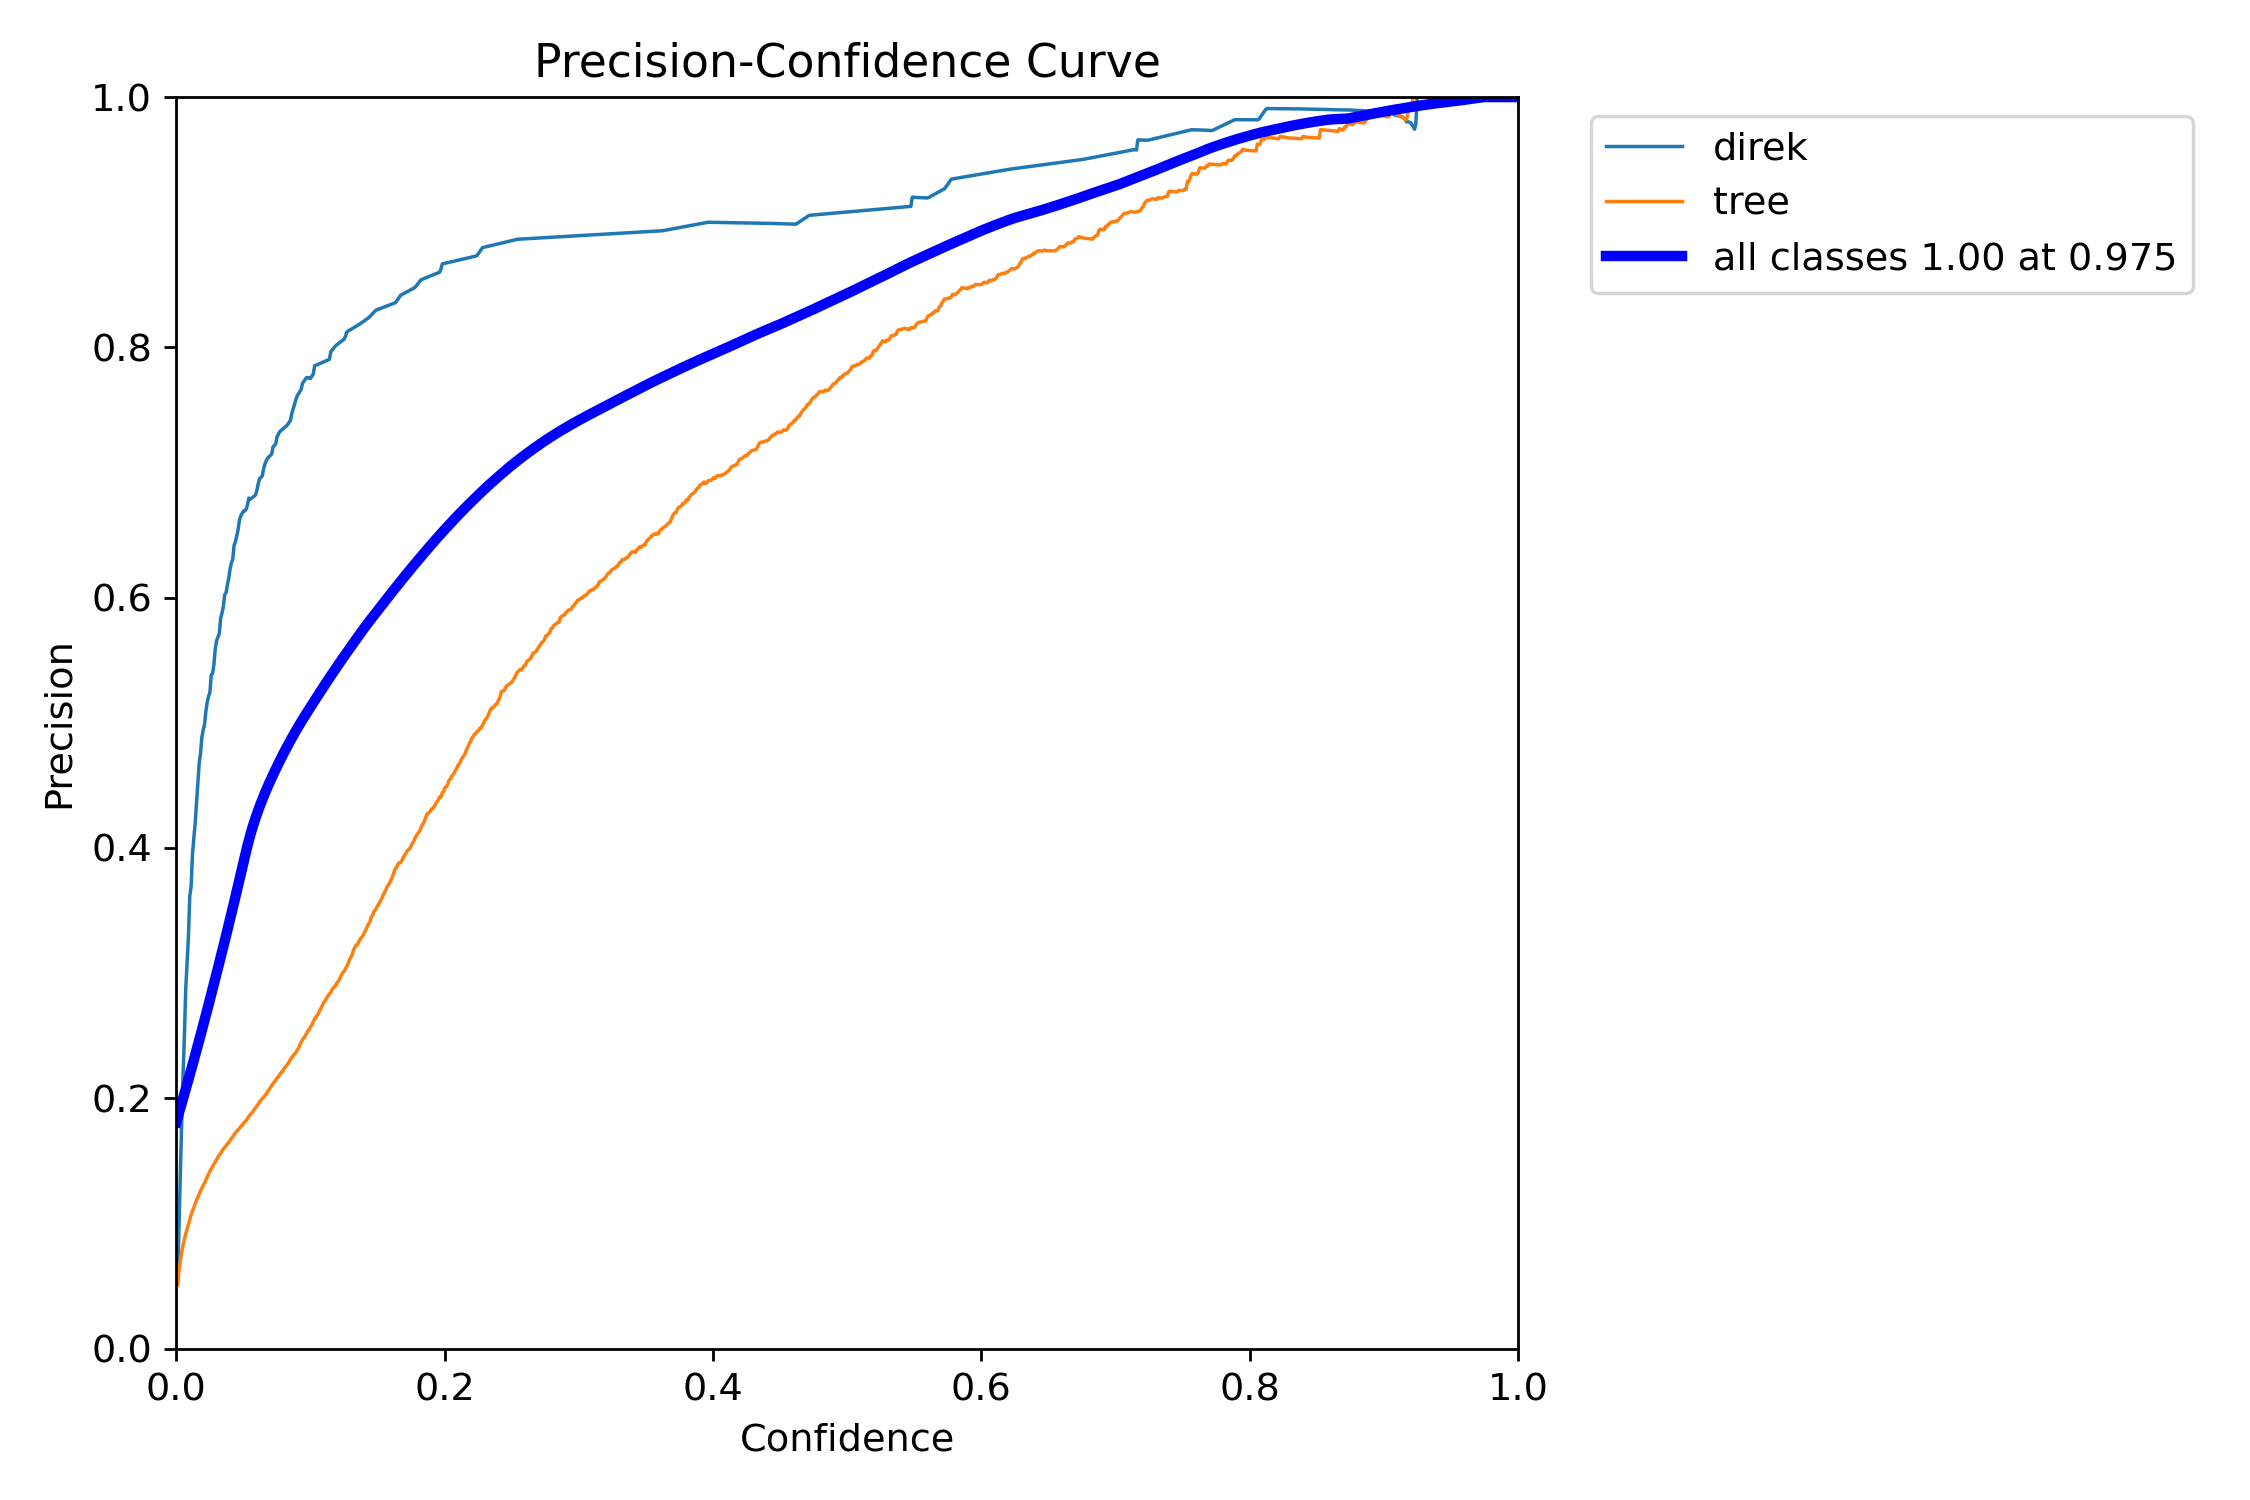 Precision-Confidence Curve
1.0
0.8
0.6
0.4
0.2
0.0
Precision
0.0 0.2 0.4 0.6 0.8 1.0
Confidence
direk
tree
all classes 1.00 at 0.975